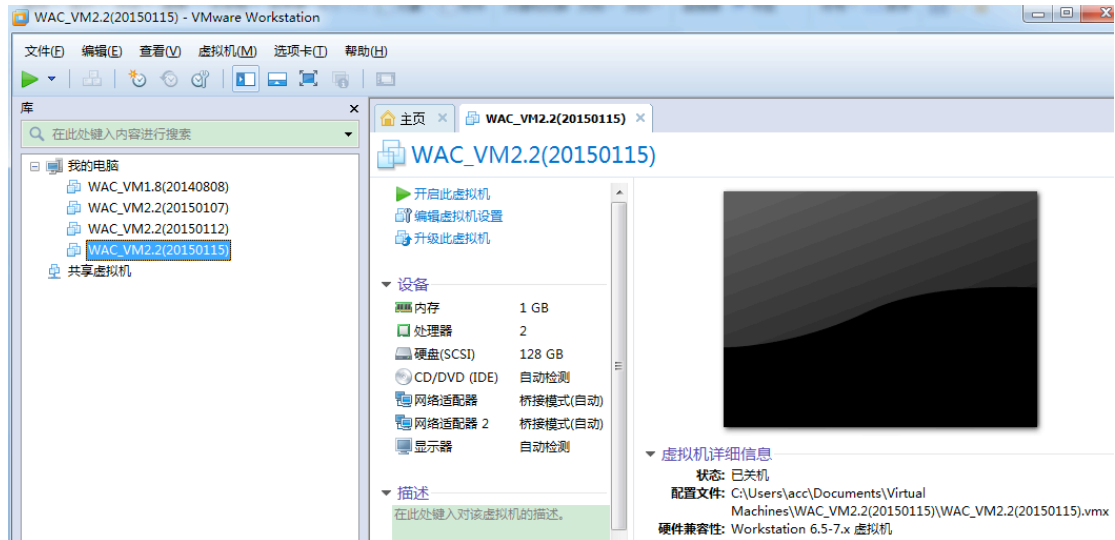 WAC_VM2.2(20150115) - VMware Workstation
文件(F) 编辑(E) 查看(V) 虚拟机(M) 选项卡(T) 帮助(H)
库
在此处键入内容进行搜索
我的电脑
WAC_VM1.8(20140808)
WAC_VM2.2(20150107)
WAC_VM2.2(20150112)
WAC_VM2.2(20150115)
共享虚拟机
主页 WAC_VM2.2(20150115)
WAC_VM2.2(20150115)
开启此虚拟机
编辑虚拟机设置
升级此虚拟机
设备
内存 1 GB
处理器 2
硬盘(SCSI) 128 GB
CD/DVD (IDE) 自动检测
网络适配器 桥接模式(自动)
网络适配器 2 桥接模式(自动)
显示器 自动检测
描述
在此处键入对该虚拟机的描述。
虚拟机详细信息
状态: 已关机
配置文件: C:\Users\acc\Documents\Virtual
Machines\WAC_VM2.2(20150115)\WAC_VM2.2(20150115).vmx
硬件兼容性: Workstation 6.5-7.x 虚拟机